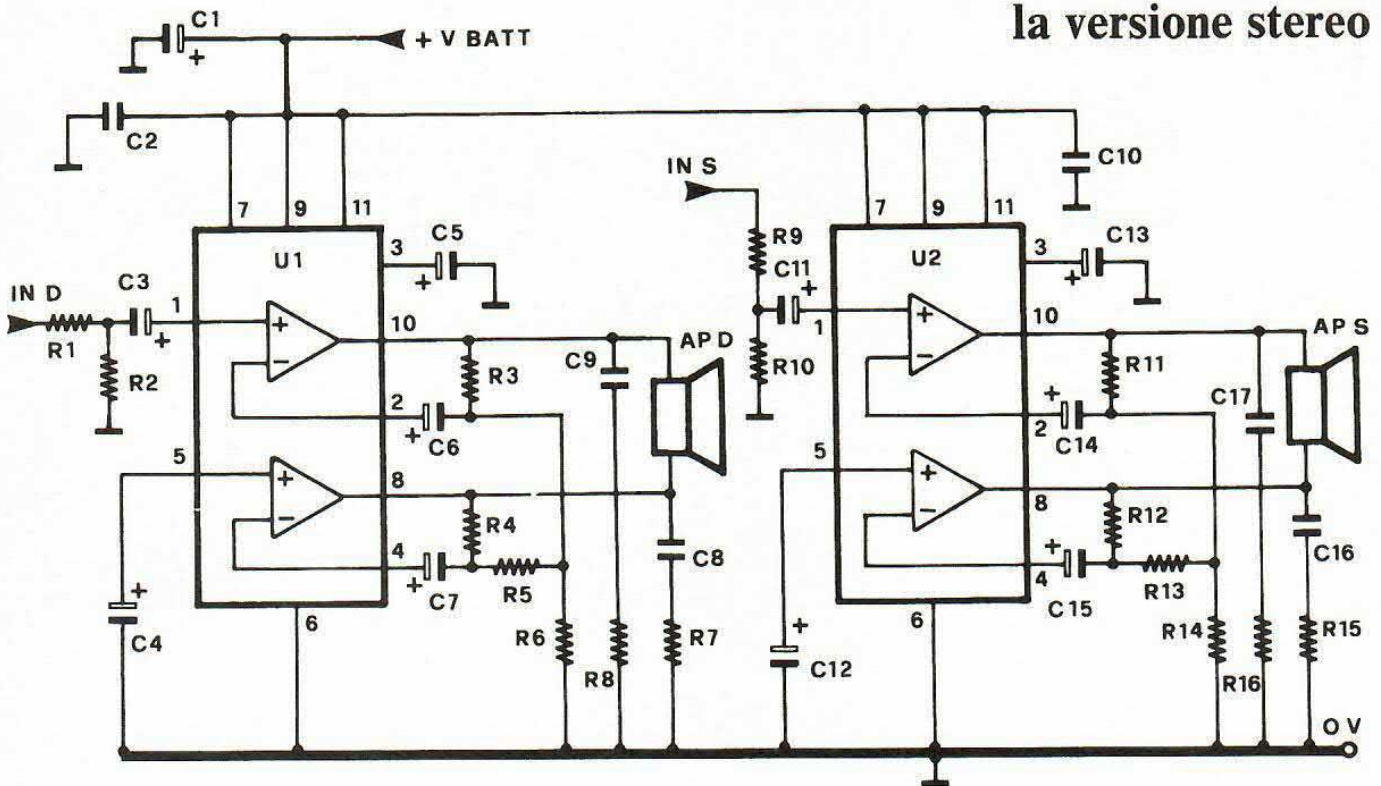 la versione stereo
C1
+
+ V BATT
C2
C10
IN S
7 9 11
7 9 11
U1
3
C5
+
R9
C11
+
U2
3
C13
+
IN D
R1
C3
+
1
R2
+
−
10
R3
C9
AP D
2
+
C6
R10
1
+
−
10
R11
C17
AP S
+
C14
2
5
+
−
8
R4
4
+
C7
R5
C8
5
+
−
8
R12
+
4
C15
R13
C16
+
C4
6
R6
R8
R7
+
C12
6
R14
R16
R15
0 V